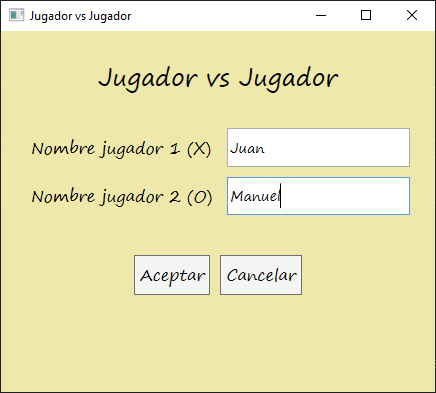 Jugador vs Jugador
Jugador vs Jugador
Nombre jugador 1 (X) Juan
Nombre jugador 2 (O) Manuel
Aceptar Cancelar